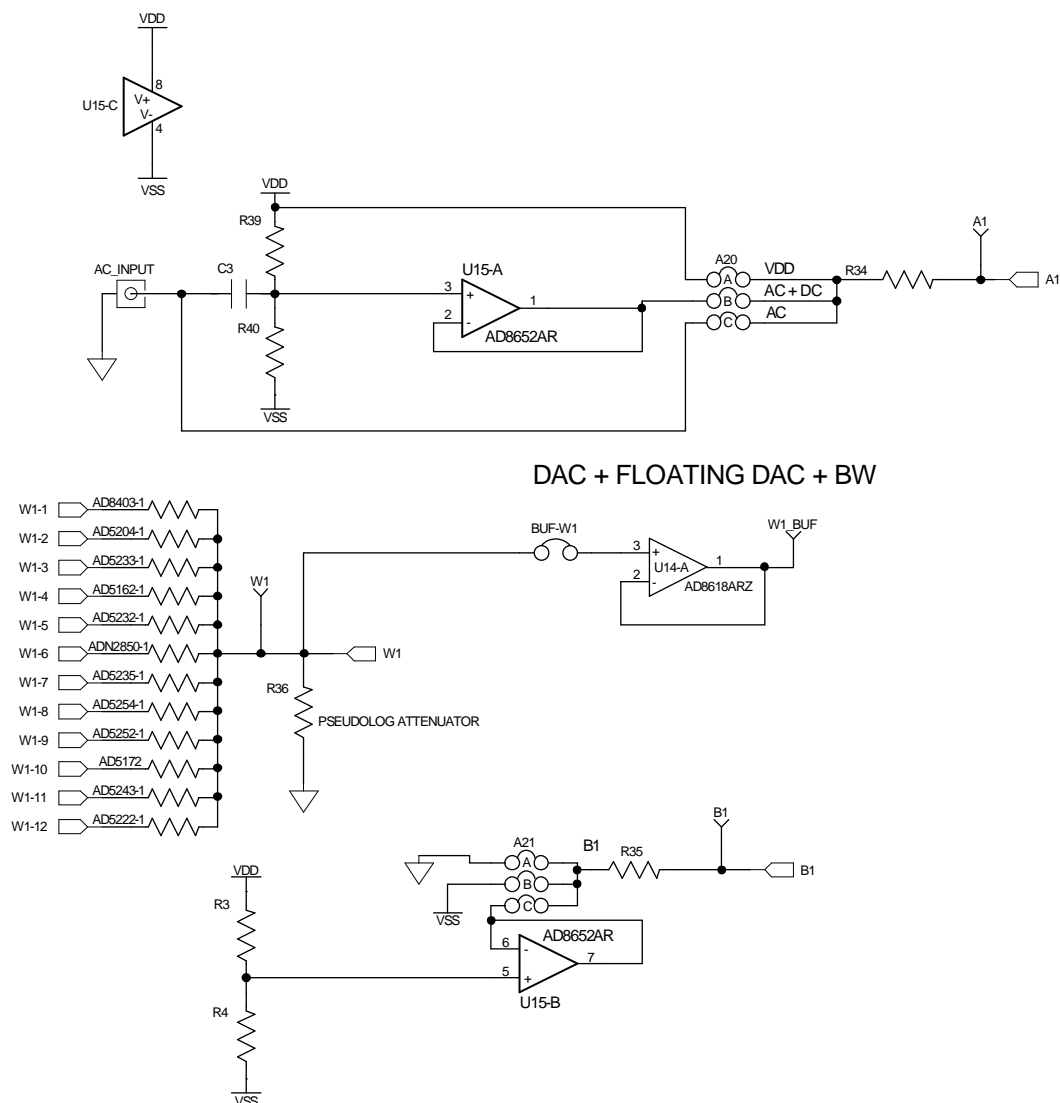 VDD
8
U15-C
V+
V-
4
VSS
VDD
R39
A1
AC_INPUT
C3
U15-A
A20
VDD
R34
A
A1
3
+
1
AC + DC
B
2
-
AC
C
R40
AD8652AR
VSS
DAC + FLOATING DAC + BW
W1-1
AD8403-1
W1-2
AD5204-1
W1-3
AD5233-1
W1-4
AD5162-1
W1-5
AD5232-1
W1-6
ADN2850-1
W1-7
AD5235-1
W1-8
AD5254-1
W1-9
AD5252-1
W1-10
AD5172
W1-11
AD5243-1
W1-12
AD5222-1
W1
W1
R36
PSEUDOLOG ATTENUATOR
BUF-W1
W1_BUF
3
+
U14-A
1
2
-
AD8618ARZ
B1
A21
B1
R35
A
B1
B
VSS
C
VDD
R3
AD8652AR
6
-
7
5
+
U15-B
R4
VSS